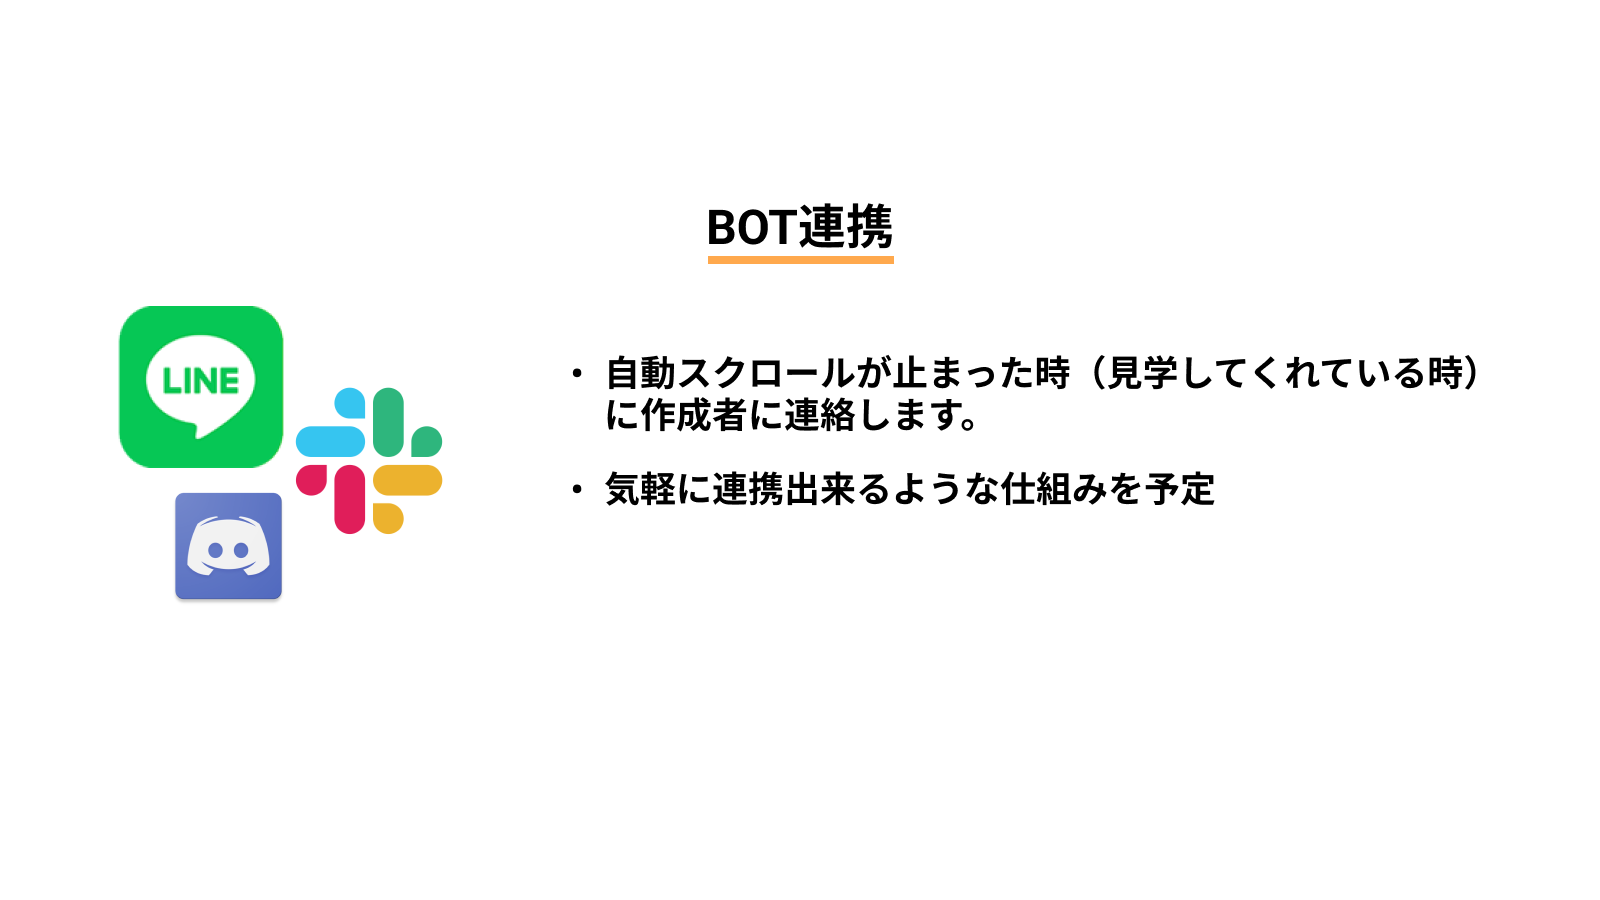 BOT連携
LINE
・ 自動スクロールが止まった時（見学してくれている時）
に作成者に連絡します。
・ 気軽に連携出来るような仕組みを予定